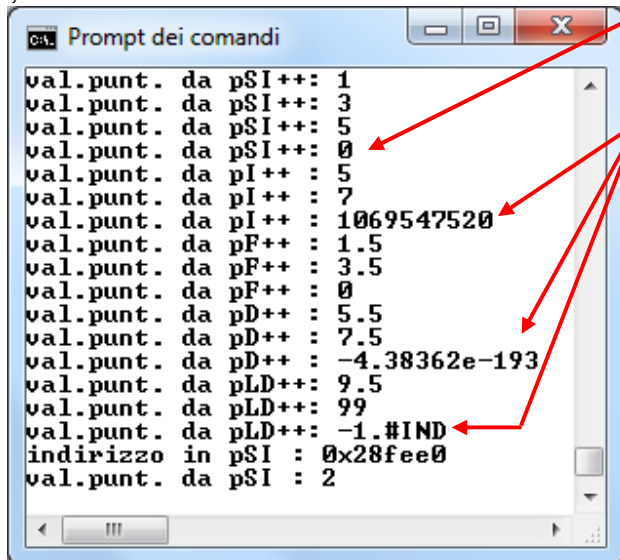 Prompt dei comandi
val.punt. da pSI++: 1
val.punt. da pSI++: 3
val.punt. da pSI++: 5
val.punt. da pSI++: 0
val.punt. da pI++ : 5
val.punt. da pI++ : 7
val.punt. da pI++ : 1069547520
val.punt. da pF++ : 1.5
val.punt. da pF++ : 3.5
val.punt. da pF++ : 0
val.punt. da pD++ : 5.5
val.punt. da pD++ : 7.5
val.punt. da pD++ : -4.38362e-193
val.punt. da pLD++: 9.5
val.punt. da pLD++: 99
val.punt. da pLD++: -1.#IND
indirizzo in pSI : 0x28fee0
val.punt. da pSI : 2